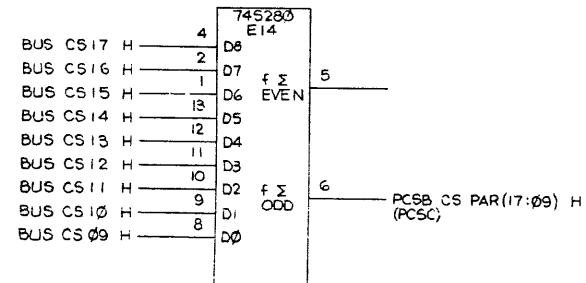 74S28Ø
E14
BUS CS17 H 4 D8
BUS CS16 H 2 D7
BUS CS15 H 1 D6
BUS CS14 H 13 D5
BUS CS13 H 12 D4
BUS CS12 H 11 D3
BUS CS11 H 10 D2
BUS CS1Ø H 9 D1
BUS CSØ9 H 8 DØ
f Σ 5
EVEN
f Σ 6
ODD
PCSB CS PAR(17:Ø9) H
(PCSC)